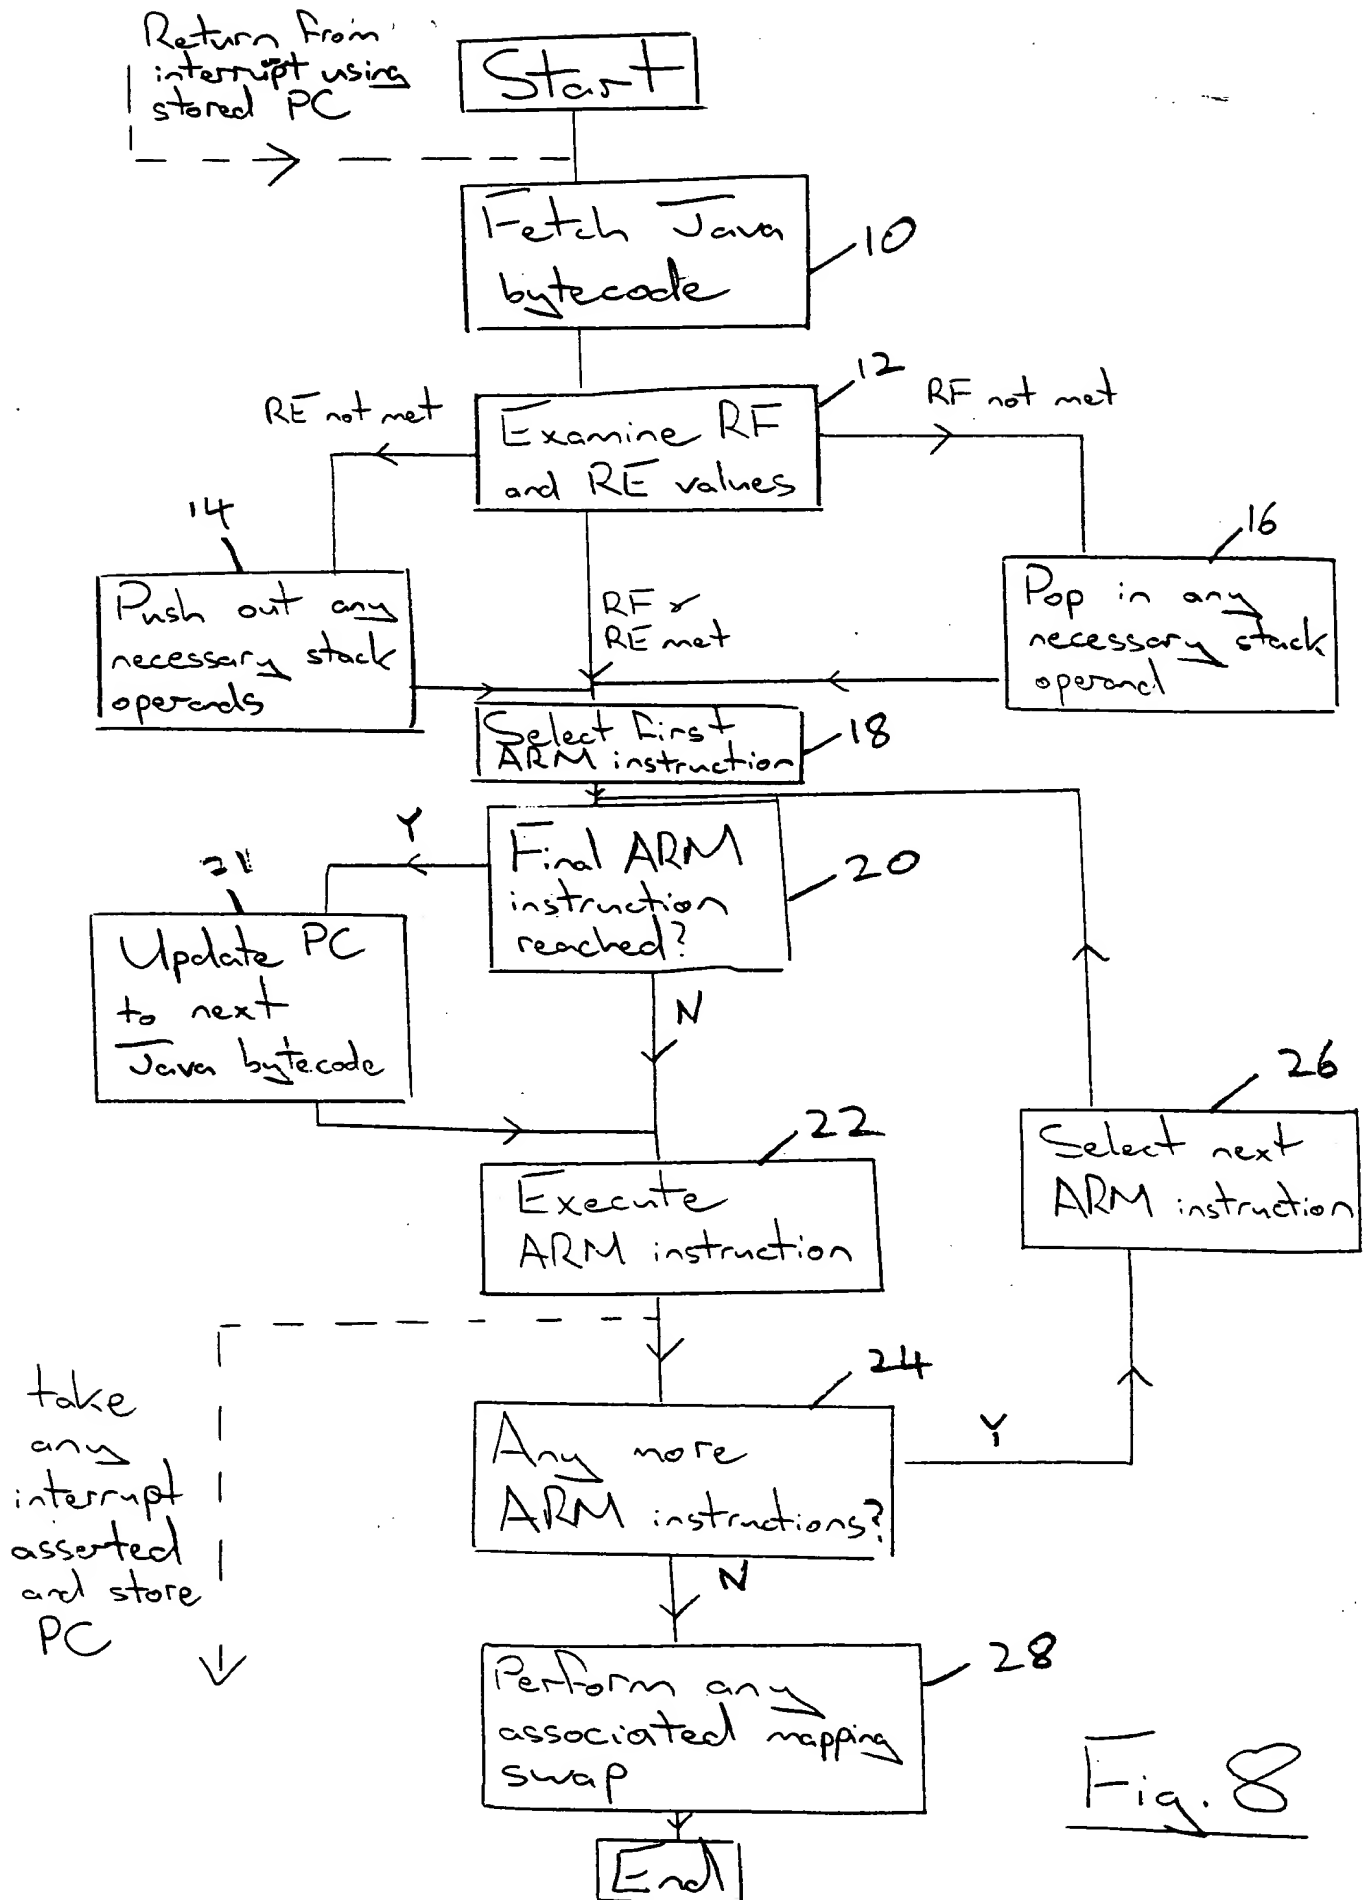 Return from
interrupt using
stored PC
Start
Fetch Java
bytecode
10
12
RE not met
RF not met
Examine RF
and RE values
14
16
Push out any
necessary stack
operands
RF &
RE met
Pop in any
necessary stack
operand
Select First
ARM instruction
18
Y
Final ARM
instruction
reached?
20
21
Update PC
to next
Java bytecode
N
26
Select next
ARM instruction
22
Execute
ARM instruction
take
any
interrupt
asserted
and store
PC
24
Any more
ARM instructions?
Y
N
28
Perform any
associated mapping
swap
End
Fig. 8